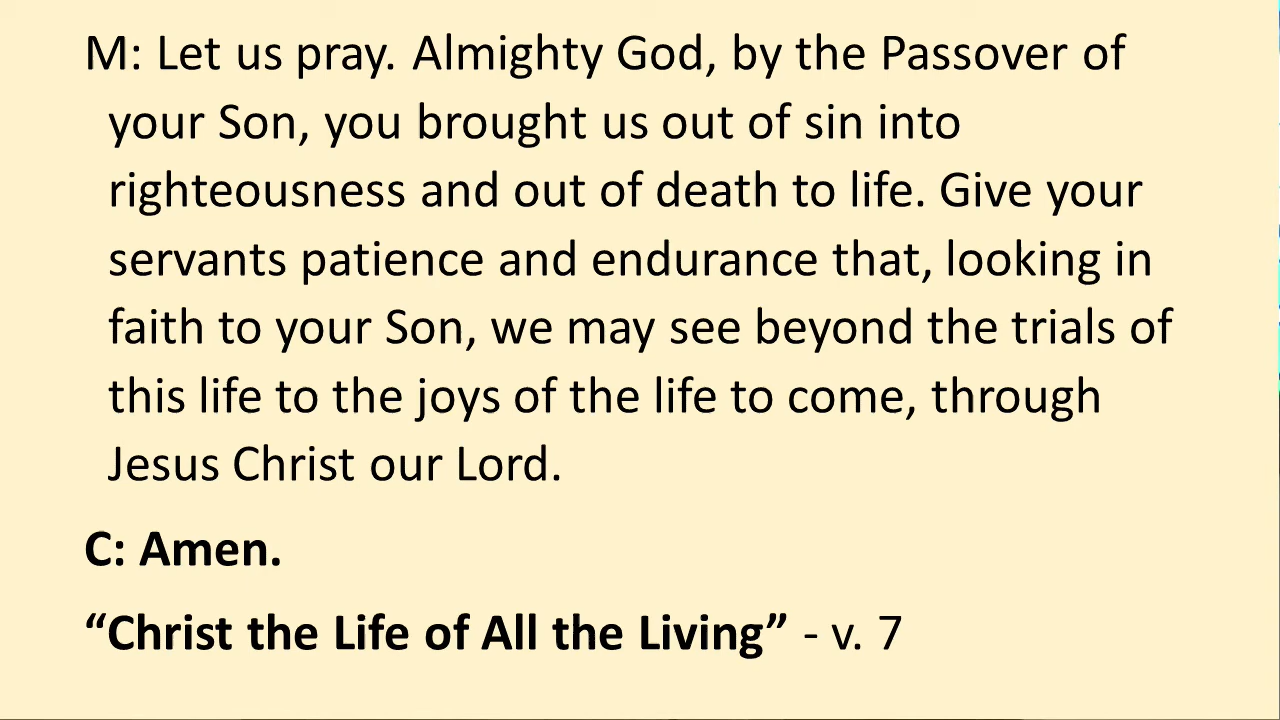 M: Let us pray. Almighty God, by the Passover of
your Son, you brought us out of sin into
righteousness and out of death to life. Give your
servants patience and endurance that, looking in
faith to your Son, we may see beyond the trials of
this life to the joys of the life to come, through
Jesus Christ our Lord.
C: Amen.
“Christ the Life of All the Living” - v. 7